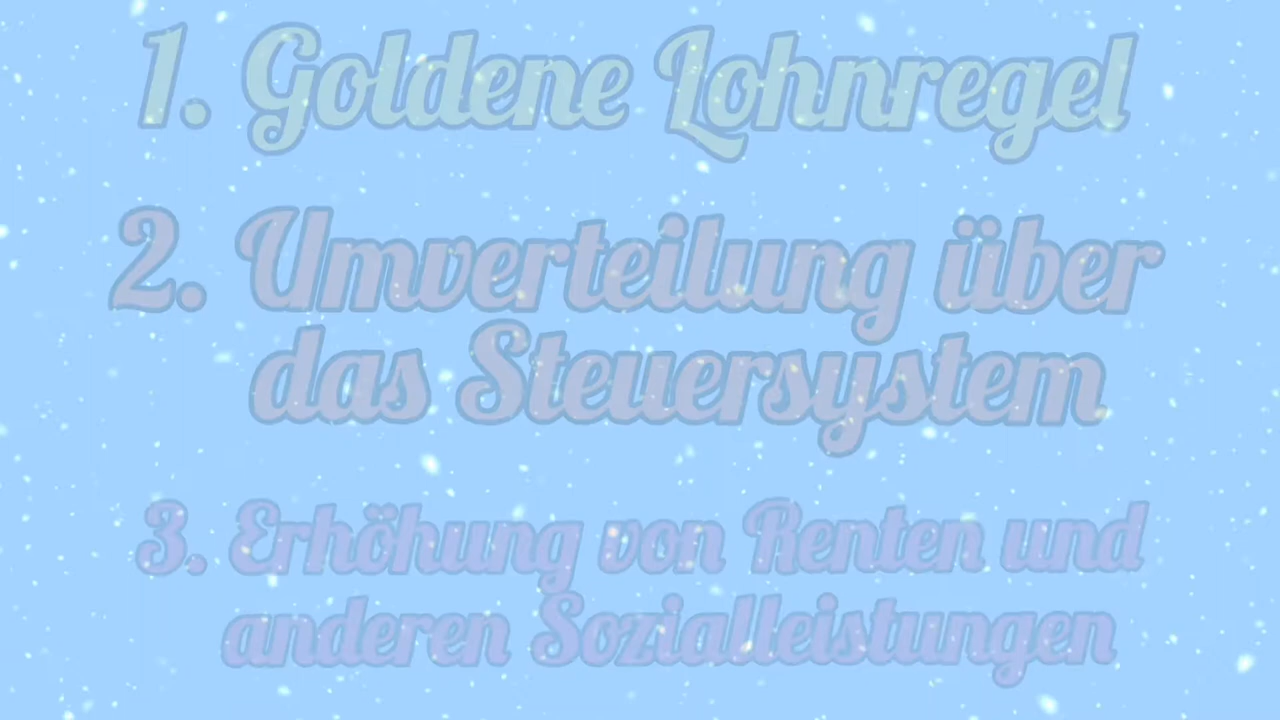 1. Goldene Lohnregel
2. Umverteilung über
das Steuersystem
3. Erhöhung von Renten und
anderen Sozialleistungen